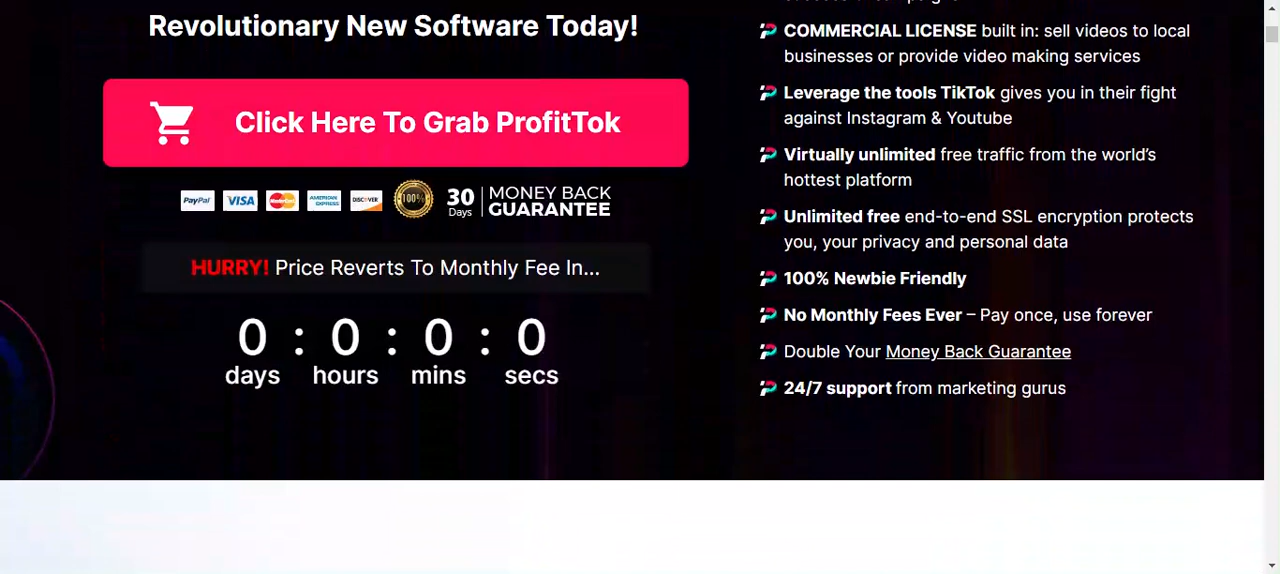 Revolutionary New Software Today!
Click Here To Grab ProfitTok
PayPal VISA MasterCard AMERICAN EXPRESS DISCOVER 100% 30 Days MONEY BACK GUARANTEE
HURRY! Price Reverts To Monthly Fee In...
0 : 0 : 0 : 0
days hours mins secs
COMMERCIAL LICENSE built in: sell videos to local
businesses or provide video making services
Leverage the tools TikTok gives you in their fight
against Instagram & Youtube
Virtually unlimited free traffic from the world's
hottest platform
Unlimited free end-to-end SSL encryption protects
you, your privacy and personal data
100% Newbie Friendly
No Monthly Fees Ever – Pay once, use forever
Double Your Money Back Guarantee
24/7 support from marketing gurus